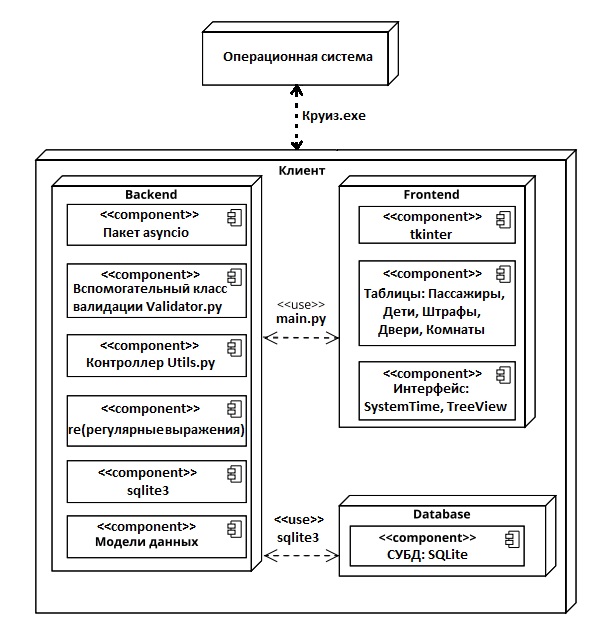 Операционная система
Круиз.exe
Клиент
Backend
<<component>>
Пакет asyncio
<<component>>
Вспомогательный класс
валидации Validator.py
<<component>>
Контроллер Utils.py
<<component>>
re(регулярные выражения)
<<component>>
sqlite3
<<component>>
Модели данных
<<use>>
main.py
<<use>>
sqlite3
Frontend
<<component>>
tkinter
<<component>>
Таблицы: Пассажиры,
Дети, Штрафы,
Двери, Комнаты
<<component>>
Интерфейс:
SystemTime, TreeView
Database
<<component>>
СУБД: SQLite